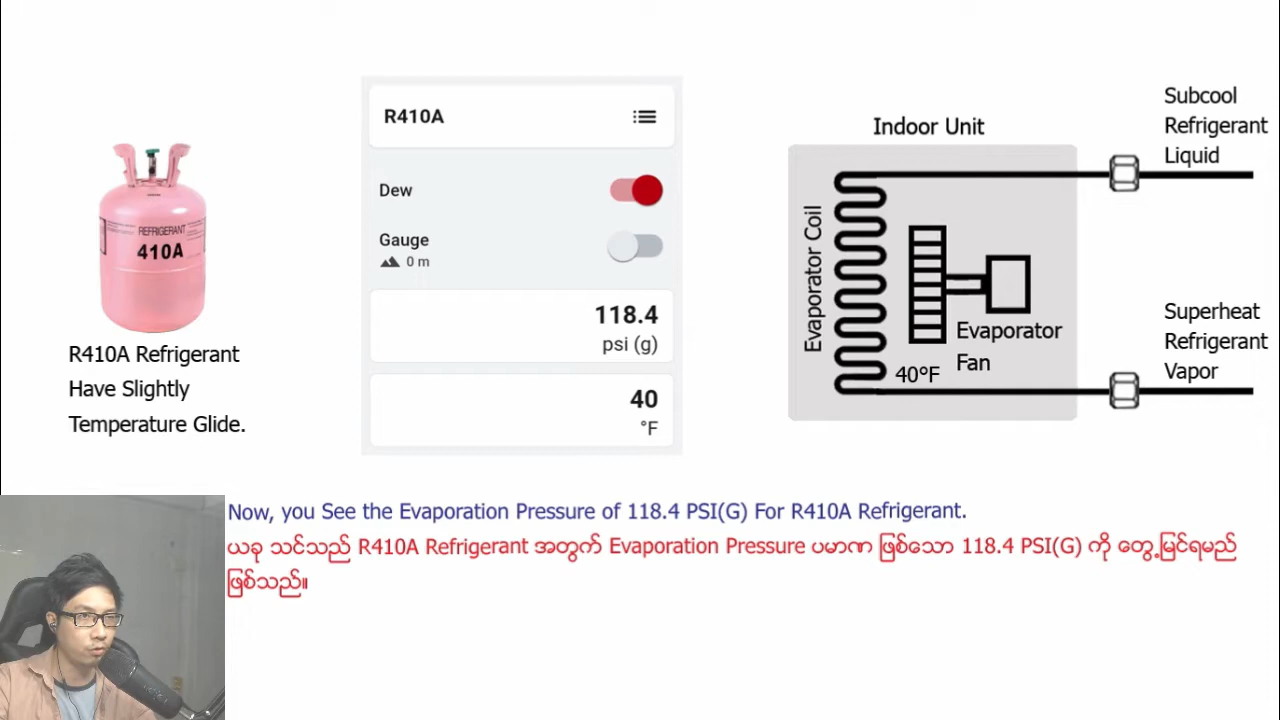 REFRIGERANT
410A
R410A Refrigerant
Have Slightly
Temperature Glide.
R410A
Dew
Gauge
0 m
118.4
psi (g)
40
°F
Indoor Unit
Evaporator Coil
Evaporator
Fan
40°F
Subcool
Refrigerant
Liquid
Superheat
Refrigerant
Vapor
Now, you See the Evaporation Pressure of 118.4 PSI(G) For R410A Refrigerant.
ယခု သင်သည် R410A Refrigerant အတွက် Evaporation Pressure ပမာဏ ဖြစ်သော 118.4 PSI(G) ကို တွေ့မြင်ရမည်
ဖြစ်သည်။